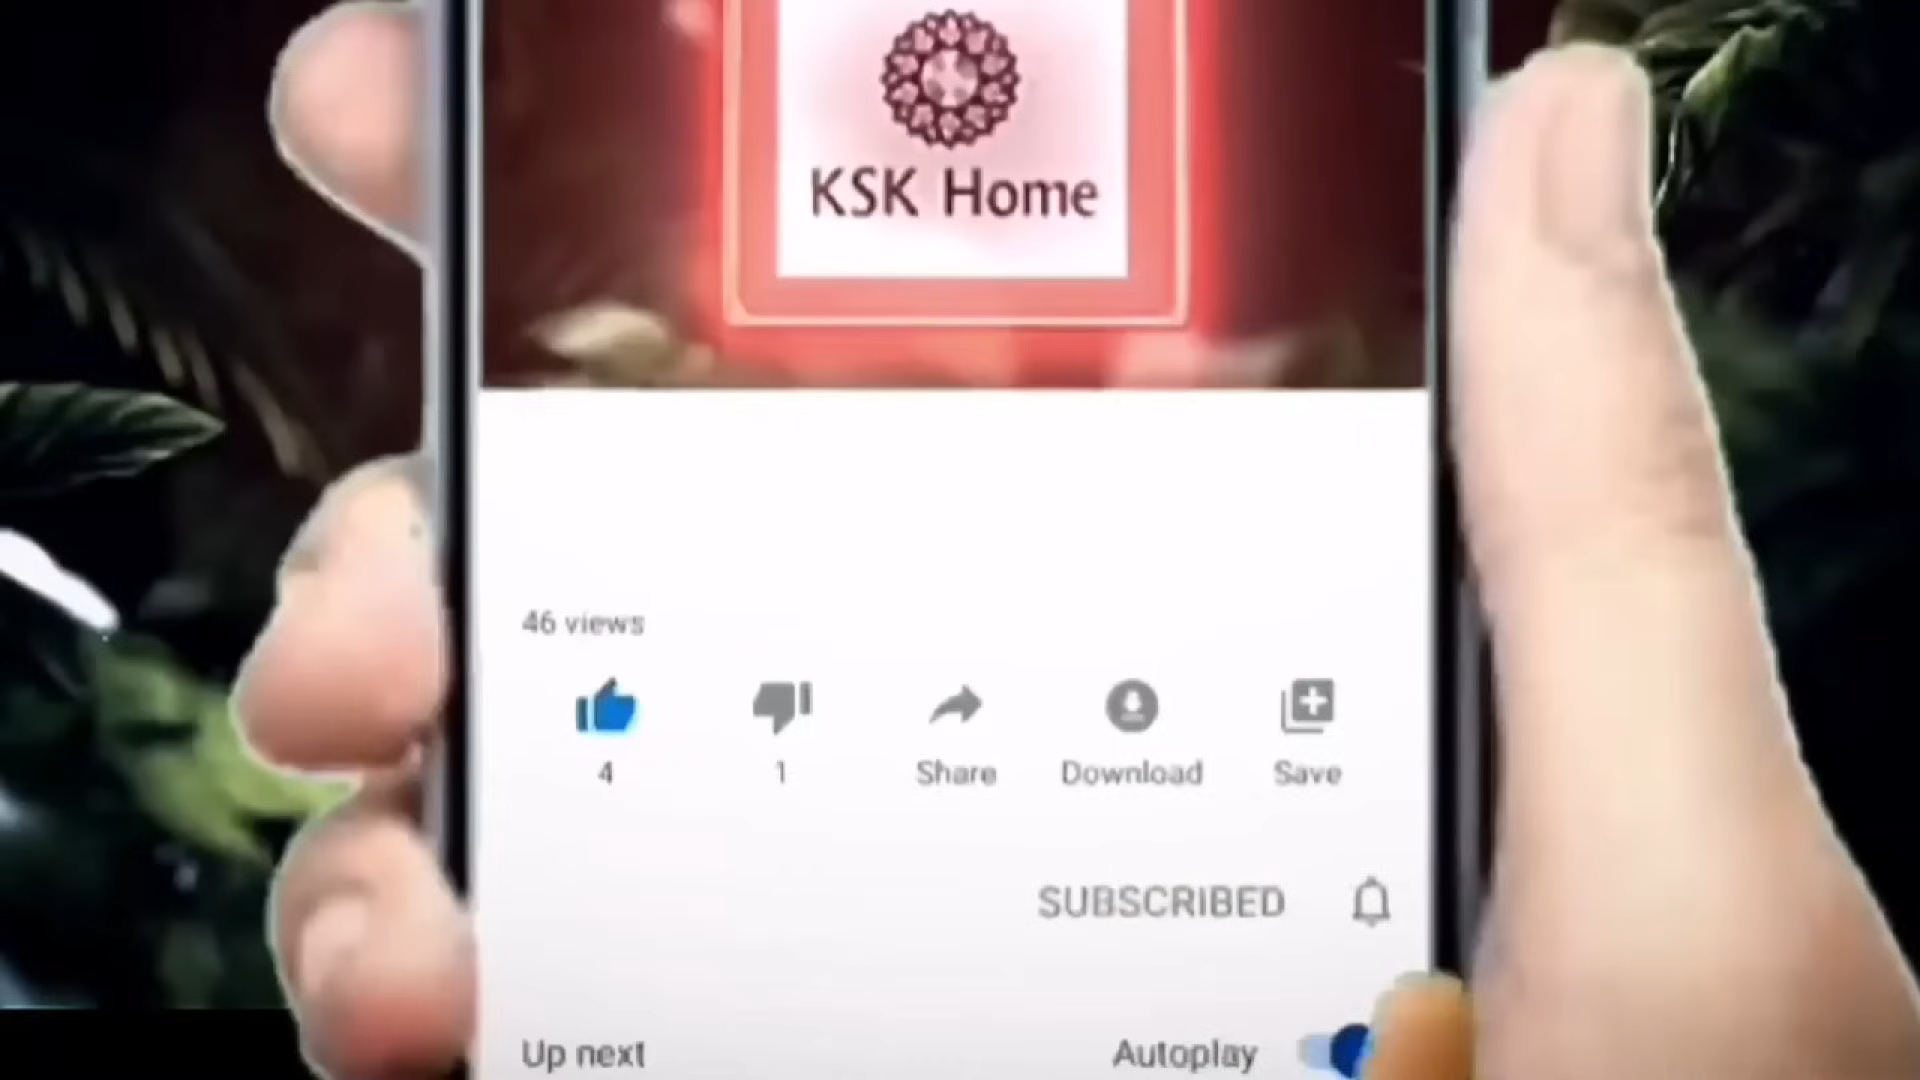 KSK Home
46 views
4 1 Share Download Save
SUBSCRIBED
Up next Autoplay